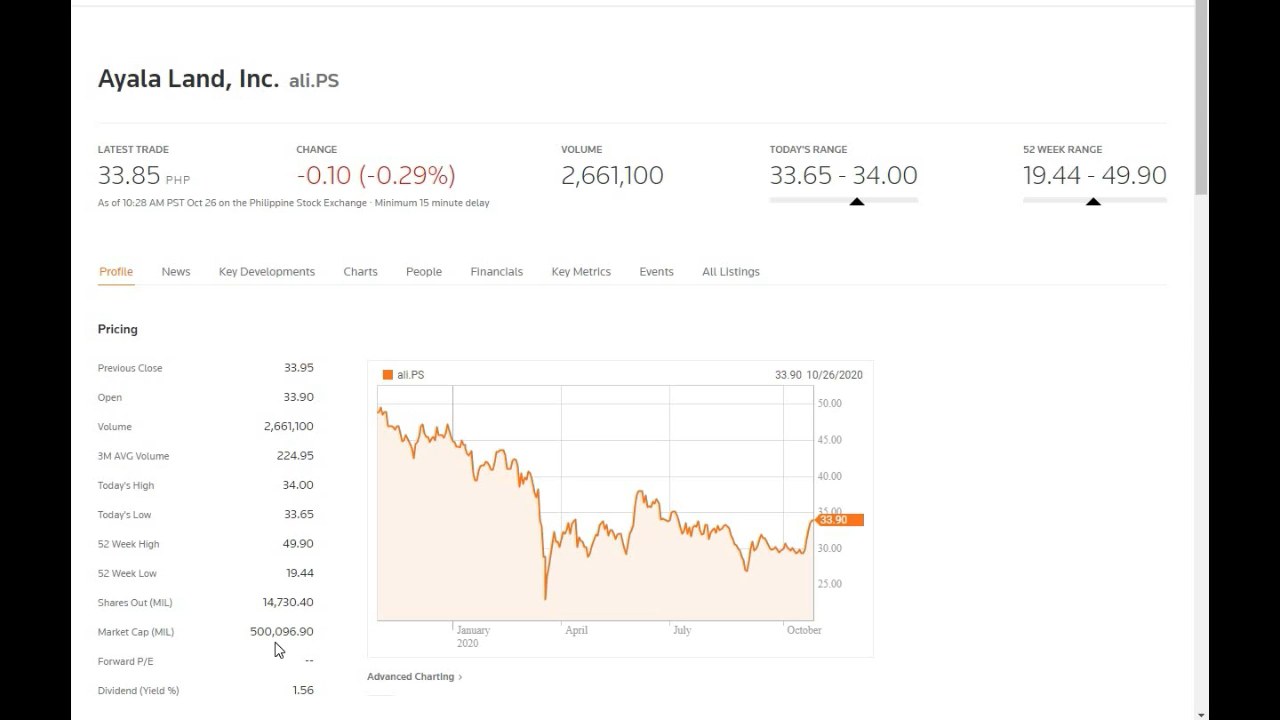 Ayala Land, Inc. ali.PS
LATEST TRADE CHANGE VOLUME TODAY'S RANGE 52 WEEK RANGE
33.85 PHP -0.10 (-0.29%) 2,661,100 33.65 - 34.00 19.44 - 49.90
As of 10:28 AM PST Oct 26 on the Philippine Stock Exchange · Minimum 15 minute delay
Profile News Key Developments Charts People Financials Key Metrics Events All Listings
Pricing
Previous Close 33.95
Open 33.90
Volume 2,661,100
3M AVG Volume 224.95
Today's High 34.00
Today's Low 33.65
52 Week High 49.90
52 Week Low 19.44
Shares Out (MIL) 14,730.40
Market Cap (MIL) 500,096.90
Forward P/E --
Dividend (Yield %) 1.56
ali.PS 33.90 10/26/2020
50.00
45.00
40.00
35.00
33.90
30.00
25.00
January April July October
2020
Advanced Charting ›